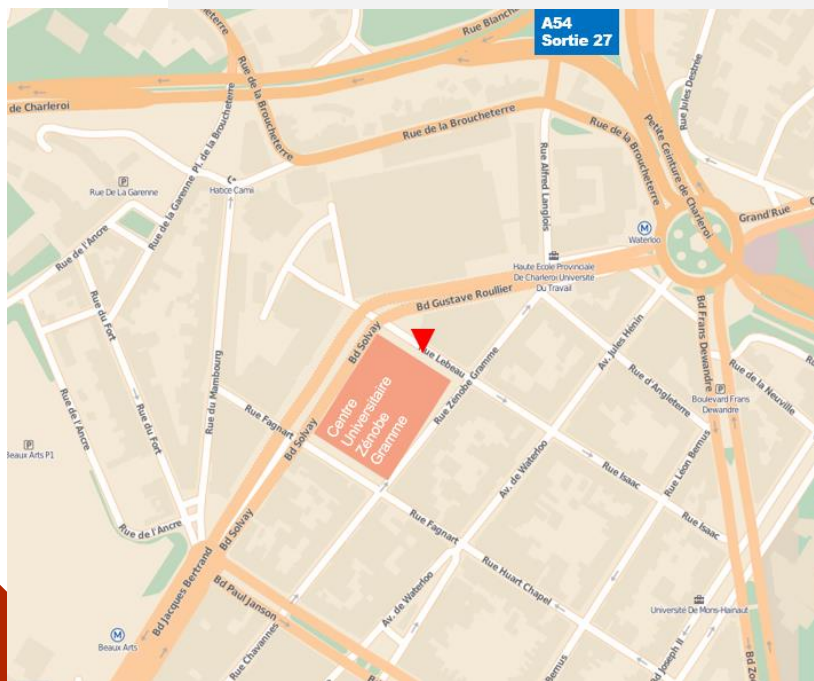 A54
Sortie 27
Rue Blanche
de Charleroi
Rue de la Broucheterre
Rue de la Broucheterre
Rue de la Broucheterre
Rue Jules Destrée
Petite Ceinture de Charleroi
Rue Alfred Langlois
Pl. de la Broucheterre
P
Rue De La Garenne
Hatice Camii
Rue de la Garenne
Grand'Rue
M
Waterloo
Rue de l'Ancre
Haute Ecole Provinciale
De Charleroi Université
Du Travail
Bd Gustave Roullier
Rue du Fort
Bd Solvay
Rue Lebeau
Av. Jules Hénin
Bd Frans Dewandre
Rue de la Neuville
Rue Zénobe Gramme
Rue d'Angleterre
P
Boulevard Frans
Dewandre
Rue du Mambourg
Centre
Universitaire
Zénobe
Gramme
Rue Fagnart
Bd Solvay
Rue de l'Ancre
Rue du Fort
P
Beaux Arts P1
Av. de Waterloo
Rue Isaac
Rue Léon Bernus
Rue Isaac
Rue de l'Ancre
Bd Solvay
Rue Fagnart
Rue Huart Chapel
Bd Jacques Bertrand
Bd Paul Janson
Av. de Waterloo
Université De Mons-Hainaut
M
Beaux Arts
Rue Chavannes
Bernus
Bd Joseph II